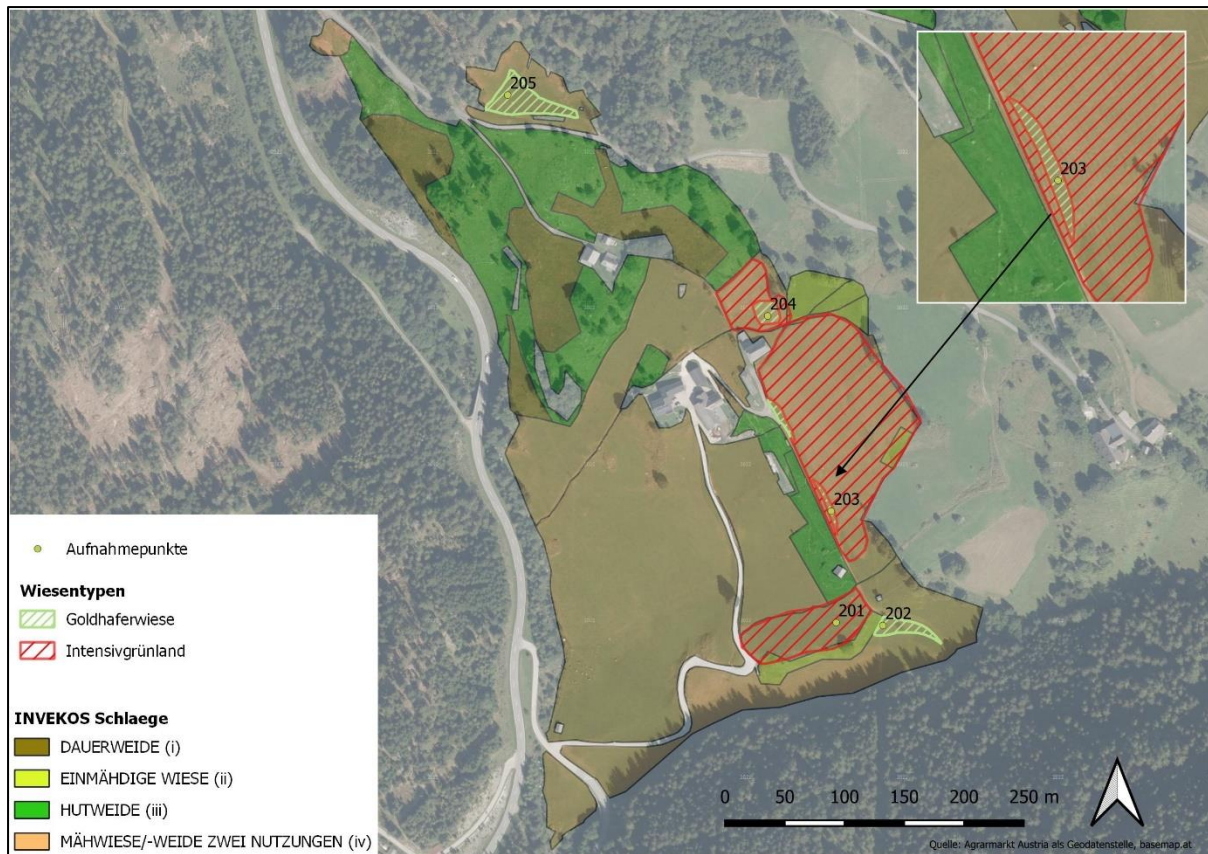 205
203
204
203
201
202
Aufnahmepunkte
Wiesentypen
Goldhaferwiese
Intensivgrünland
INVEKOS Schlaege
DAUERWEIDE (i)
EINMÄHDIGE WIESE (ii)
HUTWEIDE (iii)
MÄHWIESE/-WEIDE ZWEI NUTZUNGEN (iv)
0 50 100 150 200 250 m
Quelle: Agrarmarkt Austria als Geodatenstelle, basemap.at